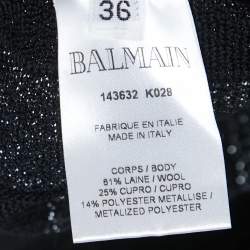 36
BALMAIN
143632 K028
FABRIQUE EN ITALIE
MADE IN ITALY
CORPS / BODY
61% LAINE / WOOL
25% CUPRO / CUPRO
14% POLYESTER METALLISE /
METALIZED POLYESTER